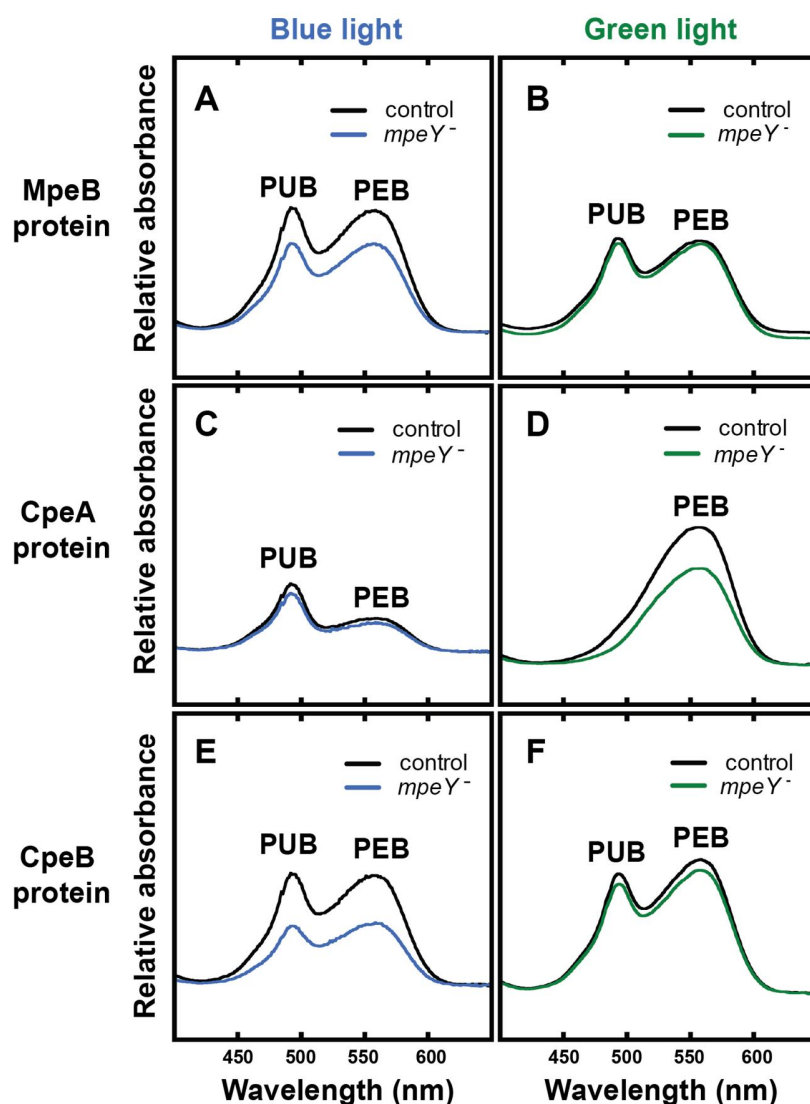 Blue light
Green light
MpeB protein
Relative absorbance
A
control
mpeY -
PUB
PEB
B
control
mpeY -
PUB
PEB
CpeA protein
Relative absorbance
C
control
mpeY -
PUB
PEB
D
control
mpeY -
PEB
CpeB protein
Relative absorbance
E
control
mpeY -
PUB
PEB
F
control
mpeY -
PUB
PEB
450 500 550 600
450 500 550 600
Wavelength (nm)
Wavelength (nm)